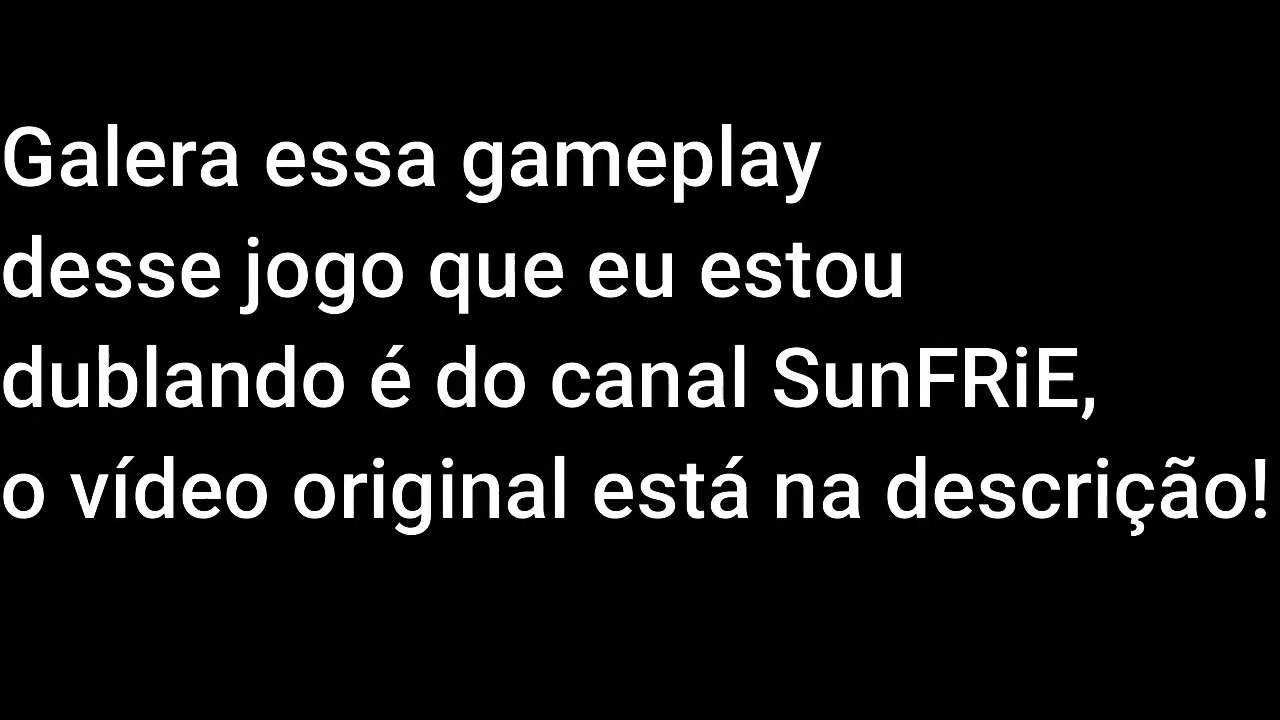 Galera essa gameplay
desse jogo que eu estou
dublando é do canal SunFRiE,
o vídeo original está na descrição!